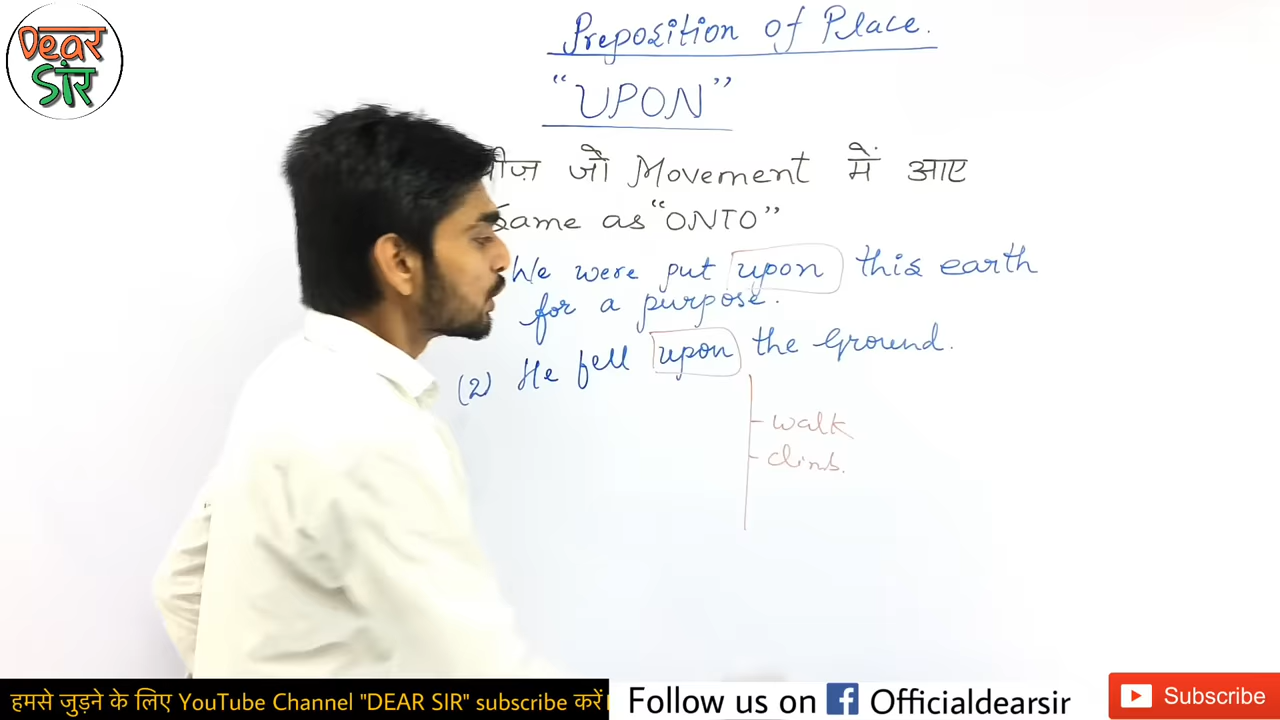 Dear
सिंर
Preposition of Place.
"UPON"
चीज़ जो Movement में आए
Same as "ONTO"
We were put upon this earth
for a purpose.
(2) He fell upon the Ground.
- walk
- climb.
हमसे जुड़ने के लिए YouTube Channel "DEAR SIR" subscribe करें।
Follow us on Officialdearsir
Subscribe